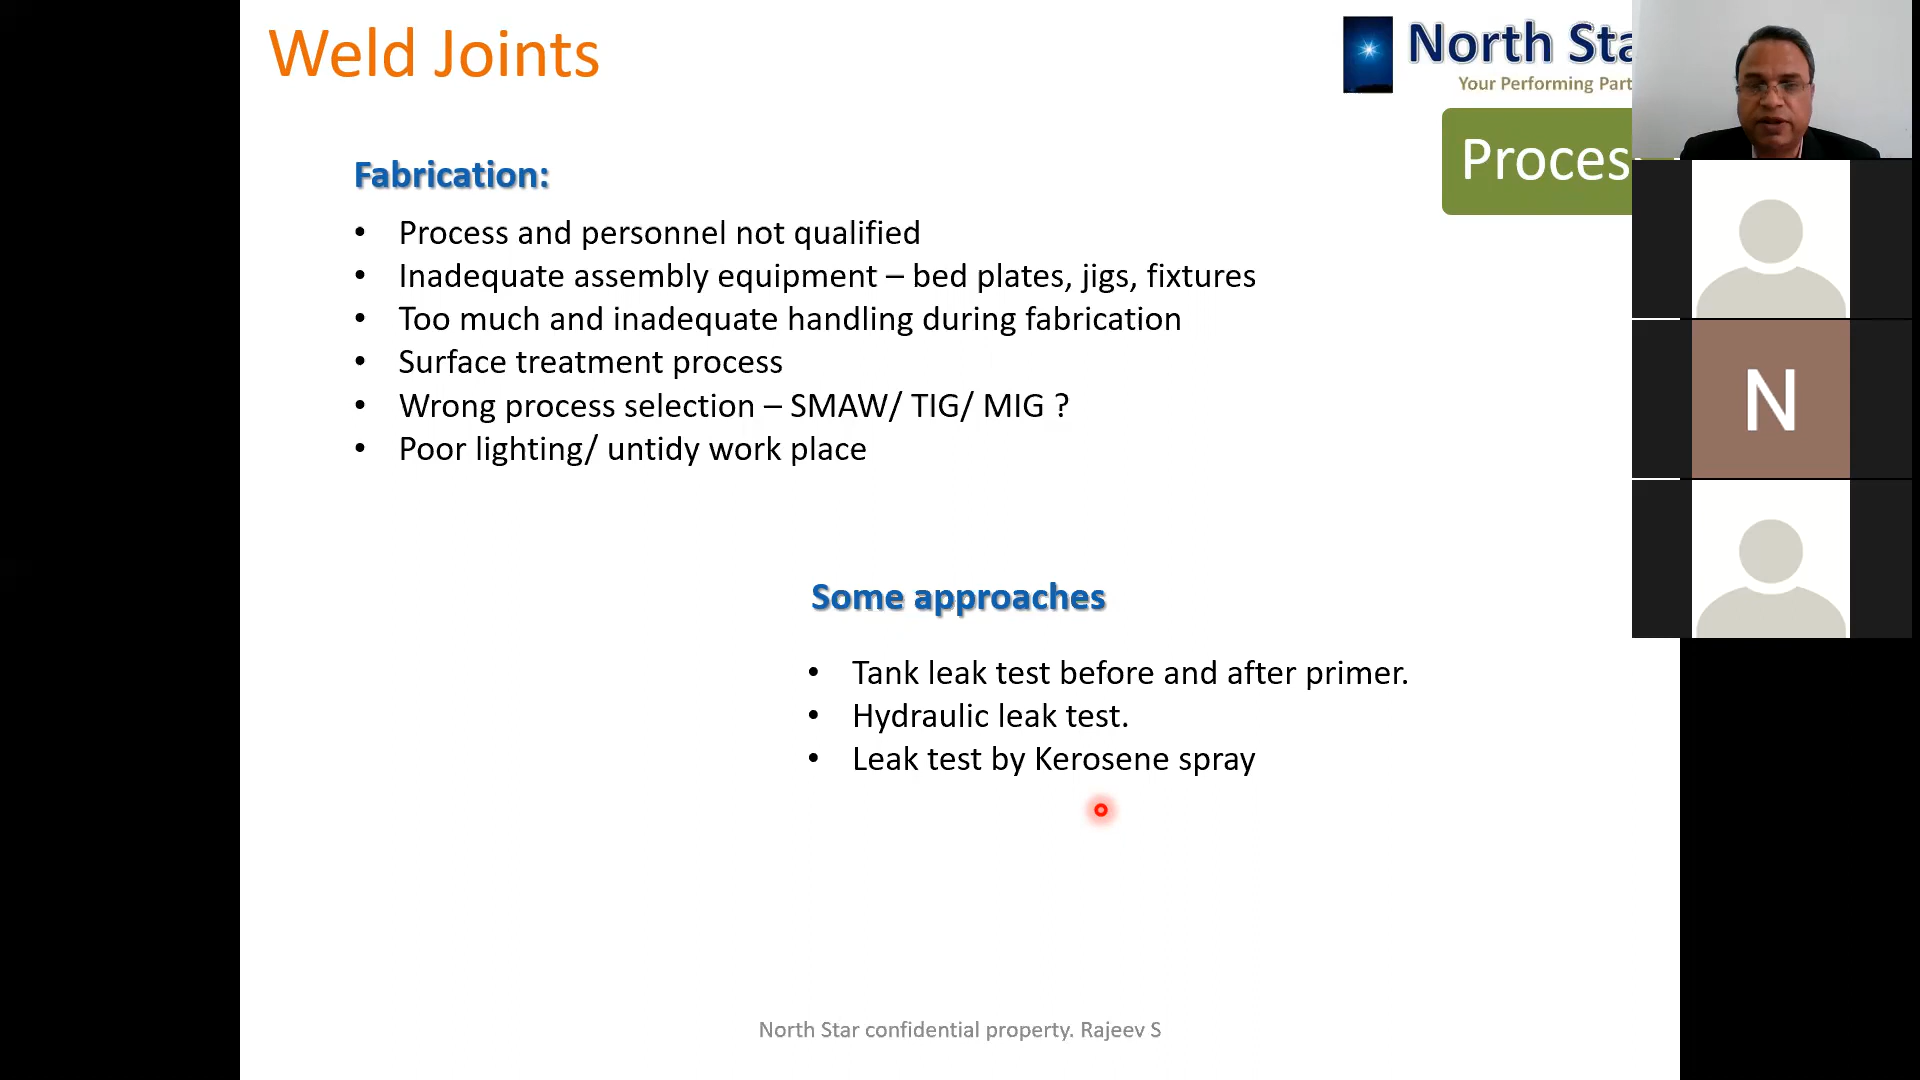 Weld Joints
North Sta
Your Performing Part
Proces
Fabrication:
• Process and personnel not qualified
• Inadequate assembly equipment – bed plates, jigs, fixtures
• Too much and inadequate handling during fabrication
• Surface treatment process
• Wrong process selection – SMAW/ TIG/ MIG ?
• Poor lighting/ untidy work place
N
Some approaches
• Tank leak test before and after primer.
• Hydraulic leak test.
• Leak test by Kerosene spray
North Star confidential property. Rajeev S